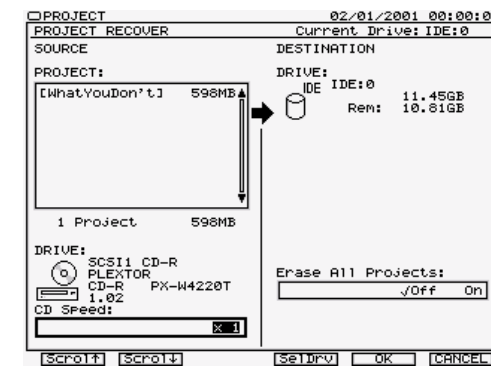 PROJECT 02/01/2001 00:00:0
PROJECT RECOVER Current Drive:IDE:0
SOURCE
PROJECT:
[WhatYouDon't] 598MB
1 Project 598MB
DRIVE:
SCSI1 CD-R
PLEXTOR
CD-R PX-W4220T
1.02
CD Speed:
x 1
DESTINATION
DRIVE:
IDE IDE:0
11.45GB
Rem: 10.81GB
Erase All Projects:
√Off On
Scrol↑ Scrol↓ SelDrv OK CANCEL